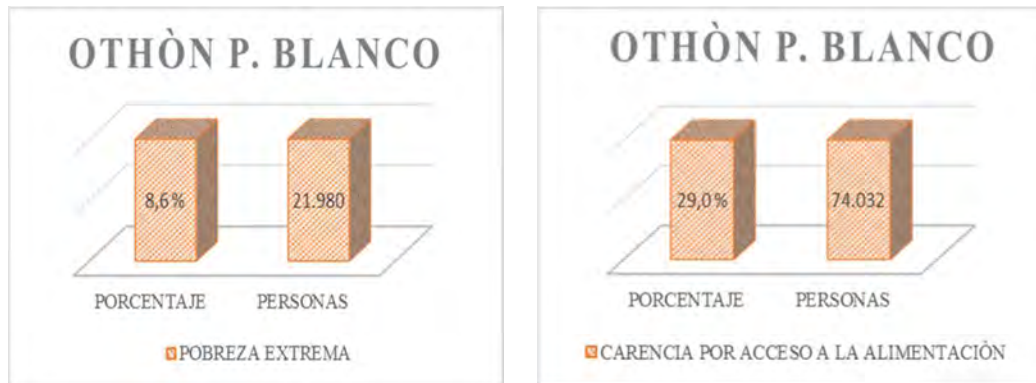 OTHÒN P. BLANCO
8,6%
21.980
PORCENTAJE
PERSONAS
POBREZA EXTREMA
OTHÒN P. BLANCO
29,0%
74.032
PORCENTAJE
PERSONAS
CARENCIA POR ACCESO A LA ALIMENTACIÒN